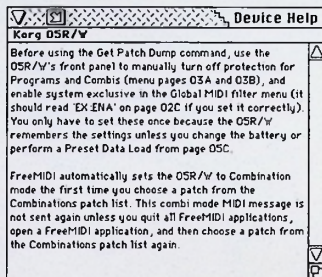 Device Help
Korg 05R/W
Before using the Get Patch Dump command, use the
05R/W's front panel to manually turn off protection for
Programs and Combis (menu pages 03A and 03B), and
enable system exclusive in the Global MIDI filter menu (it
should read 'EX:ENA' on page 02C if you set it correctly).
You only have to set these once because the 05R/W
remembers the settings unless you change the battery or
perform a Preset Data Load from page 05C.
FreeMIDI automatically sets the 05R/W to Combination
mode the first time you choose a patch from the
Combinations patch list. This combi mode MIDI message is
not sent again unless you quit all FreeMIDI applications,
open a FreeMIDI application, and then choose a patch from
the Combinations patch list again.